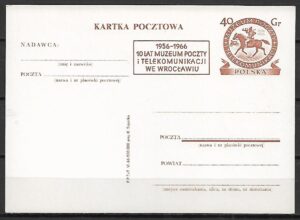 KARTKA POCZTOWA
40 Gr
POLSKA
NADAWCA:
(imię i nazwisko)
POCZTA
(nazwa i nr placówki pocztowej)
1956-1966
10 LAT MUZEUM POCZTY
i TELEKOMUNIKACJI
WE WROCŁAWIU
POCZTA
(nazwa i nr placówki pocztowej)
POWIAT